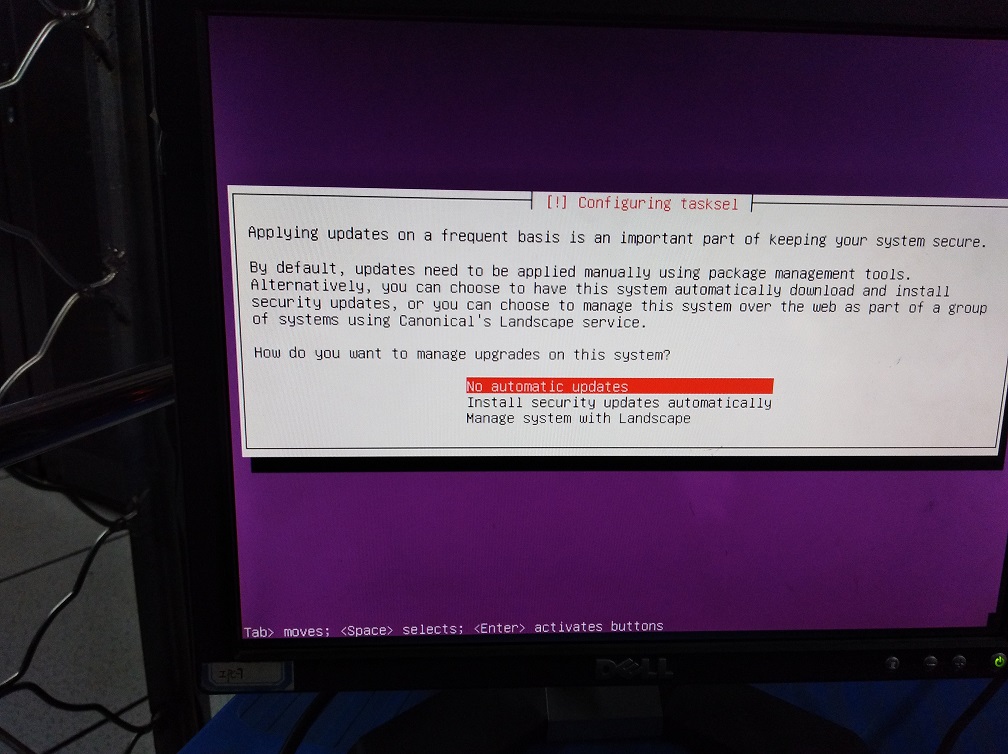 [!] Configuring tasksel
Applying updates on a frequent basis is an important part of keeping your system secure.
By default, updates need to be applied manually using package management tools.
Alternatively, you can choose to have this system automatically download and install
security updates, or you can choose to manage this system over the web as part of a group
of systems using Canonical's Landscape service.
How do you want to manage upgrades on this system?
No automatic updates
Install security updates automatically
Manage system with Landscape
Tab> moves; <Space> selects; <Enter> activates buttons
DELL